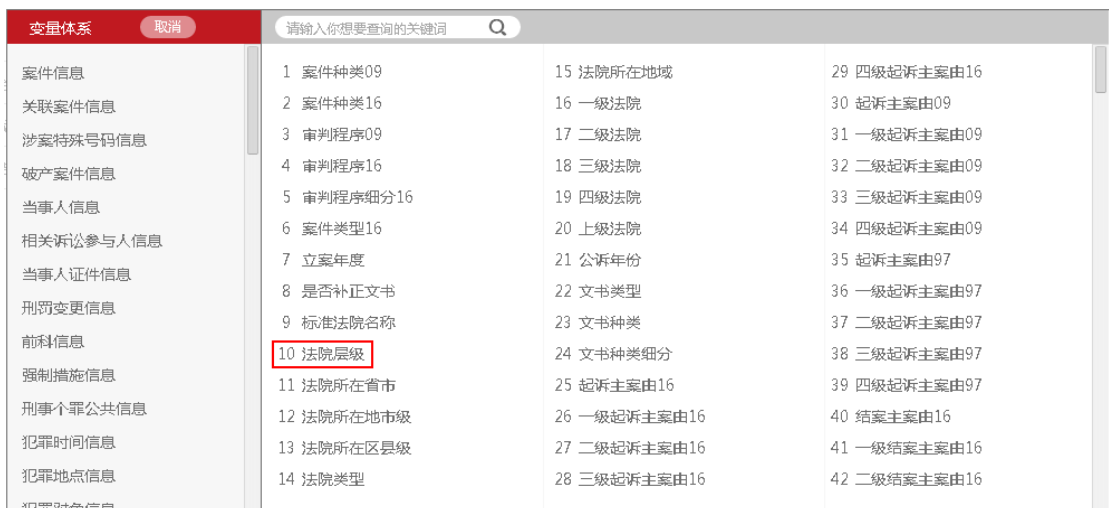 变量体系
取消
请输入你想要查询的关键词
案件信息
关联案件信息
涉案特殊号码信息
破产案件信息
当事人信息
相关诉讼参与人信息
当事人证件信息
刑罚变更信息
前科信息
强制措施信息
刑事个罪公共信息
犯罪时间信息
犯罪地点信息
1 案件种类09
2 案件种类16
3 审判程序09
4 审判程序16
5 审判程序细分16
6 案件类型16
7 立案年度
8 是否补正文书
9 标准法院名称
10 法院层级
11 法院所在省市
12 法院所在地市级
13 法院所在区县级
14 法院类型
15 法院所在地域
16 一级法院
17 二级法院
18 三级法院
19 四级法院
20 上级法院
21 公诉年份
22 文书类型
23 文书种类
24 文书种类细分
25 起诉主案由16
26 一级起诉主案由16
27 二级起诉主案由16
28 三级起诉主案由16
29 四级起诉主案由16
30 起诉主案由09
31 一级起诉主案由09
32 二级起诉主案由09
33 三级起诉主案由09
34 四级起诉主案由09
35 起诉主案由97
36 一级起诉主案由97
37 二级起诉主案由97
38 三级起诉主案由97
39 四级起诉主案由97
40 结案主案由16
41 一级结案主案由16
42 二级结案主案由16